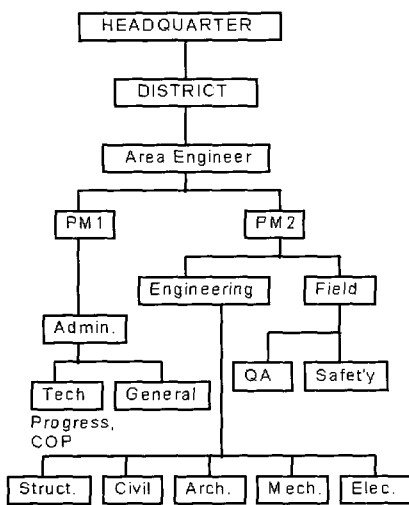 HEADQUARTER
DISTRICT
Area Engineer
PM1
PM2
Engineering
Field
Admin.
QA
Safet'y
Tech
General
Progress,
COP
Struct.
Civil
Arch.
Mech.
Elec.